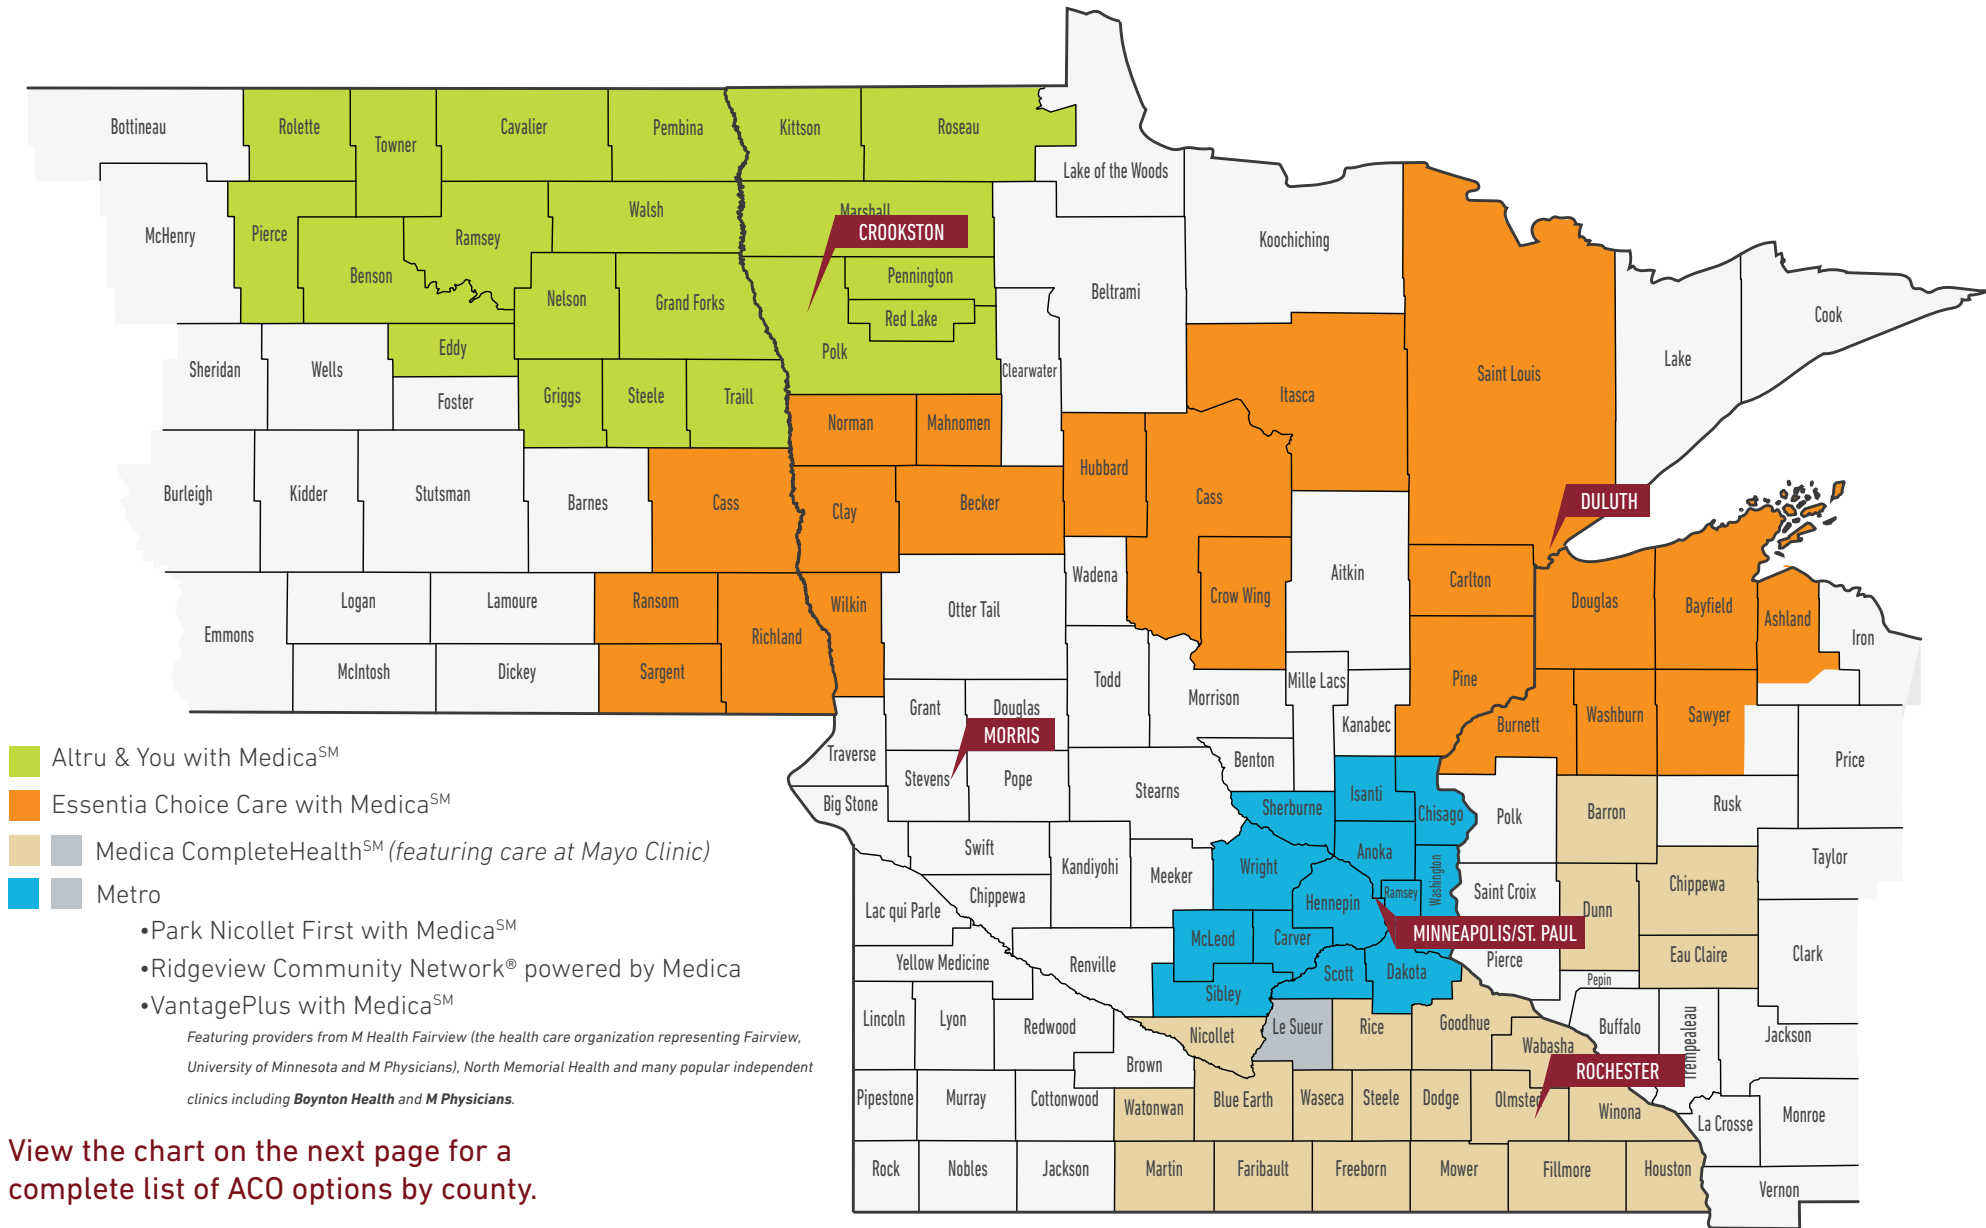 Bottineau
Rolette
Towner
Cavalier
Pembina
Kittson
Roseau
Lake of the Woods
McHenry
Pierce
Benson
Ramsey
Walsh
Marshall
CROOKSTON
Koochiching
Nelson
Grand Forks
Pennington
Red Lake
Polk
Beltrami
Cook
Lake
Saint Louis
Sheridan
Wells
Eddy
Foster
Griggs
Steele
Traill
Clearwater
Itasca
Norman
Mahnomen
Hubbard
Cass
Burleigh
Kidder
Stutsman
Barnes
Cass
Clay
Becker
DULUTH
Wadena
Crow Wing
Aitkin
Carlton
Douglas
Bayfield
Ashland
Iron
Emmons
Logan
Lamoure
Ransom
Richland
Wilkin
Otter Tail
McIntosh
Dickey
Sargent
Todd
Morrison
Mille Lacs
Kanabec
Pine
Burnett
Washburn
Sawyer
Price
Grant
Douglas
MORRIS
Traverse
Stevens
Pope
Benton
Stearns
Big Stone
Sherburne
Isanti
Chisago
Polk
Barron
Rusk
Taylor
Swift
Kandiyohi
Meeker
Wright
Anoka
Ramsey
Washington
Hennepin
Saint Croix
Dunn
Chippewa
Lac qui Parle
Chippewa
McLeod
Carver
MINNEAPOLIS/ST. PAUL
Pierce
Eau Claire
Clark
Yellow Medicine
Renville
Sibley
Scott
Dakota
Pepin
Lincoln
Lyon
Redwood
Nicollet
Le Sueur
Rice
Goodhue
Wabasha
Buffalo
Trempealeau
Jackson
Brown
ROCHESTER
Pipestone
Murray
Cottonwood
Watonwan
Blue Earth
Waseca
Steele
Dodge
Olmsted
Winona
La Crosse
Monroe
Rock
Nobles
Jackson
Martin
Faribault
Freeborn
Mower
Fillmore
Houston
Vernon
Altru & You with Medica℠
Essentia Choice Care with Medica℠
Medica CompleteHealth℠ (featuring care at Mayo Clinic)
Metro
•Park Nicollet First with Medica℠
•Ridgeview Community Network® powered by Medica
•VantagePlus with Medica℠
Featuring providers from M Health Fairview (the health care organization representing Fairview,
University of Minnesota and M Physicians), North Memorial Health and many popular independent
clinics including Boynton Health and M Physicians.
View the chart on the next page for a
complete list of ACO options by county.